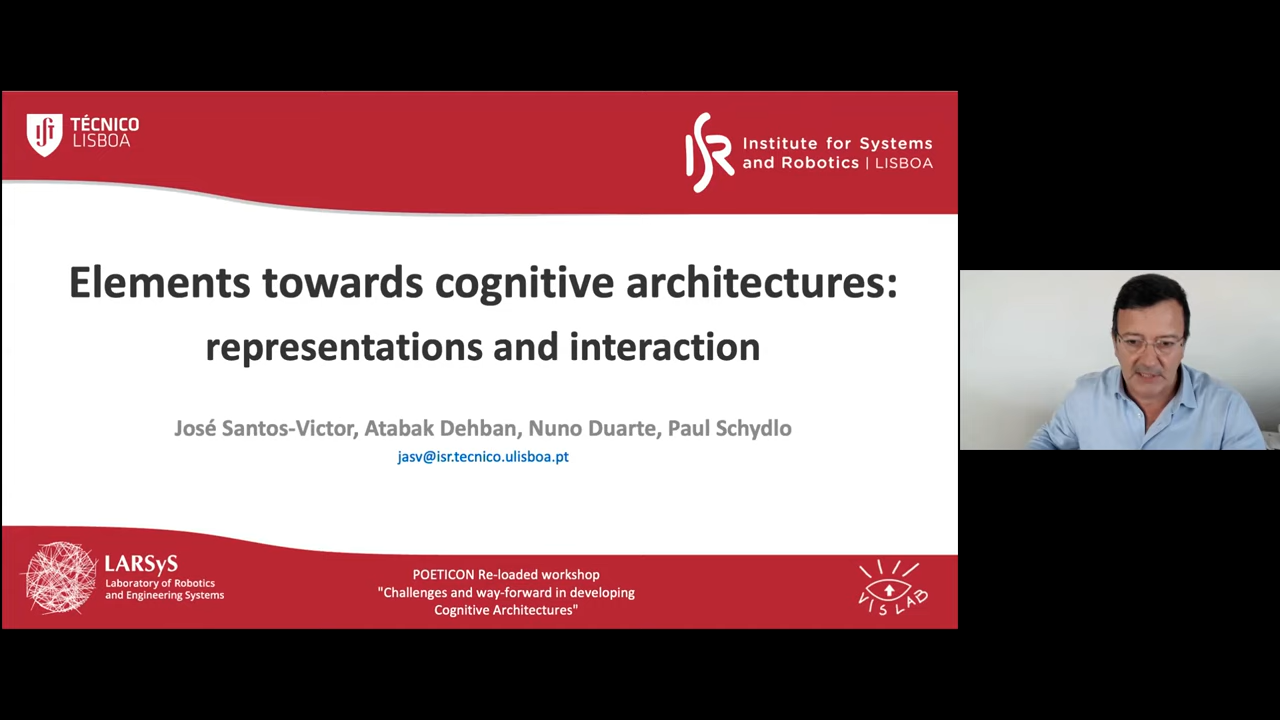 TÉCNICO
LISBOA
ISR
Institute for Systems
and Robotics | LISBOA
Elements towards cognitive architectures:
representations and interaction
José Santos-Victor, Atabak Dehban, Nuno Duarte, Paul Schydlo
jasv@isr.tecnico.ulisboa.pt
LARSyS
Laboratory of Robotics
and Engineering Systems
POETICON Re-loaded workshop
"Challenges and way-forward in developing
Cognitive Architectures"
VISLAB